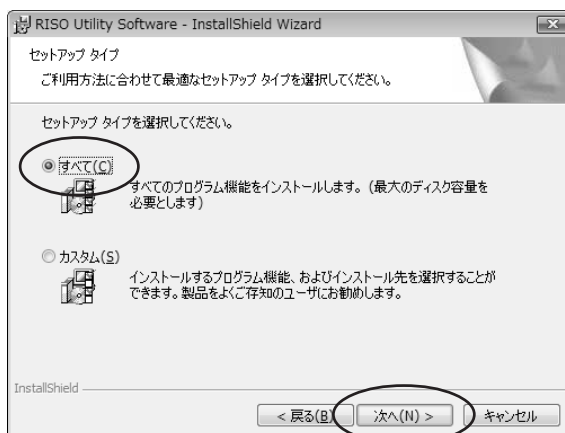 RISO Utility Software - InstallShield Wizard
セットアップ タイプ
ご利用方法に合わせて最適なセットアップ タイプを選択してください。
セットアップ タイプを選択してください。
すべて(C)
すべてのプログラム機能をインストールします。(最大のディスク容量を
必要とします)
カスタム(S)
インストールするプログラム機能、およびインストール先を選択することが
できます。製品をよくご存知のユーザにお勧めします。
InstallShield
< 戻る(B) 次へ(N) > キャンセル